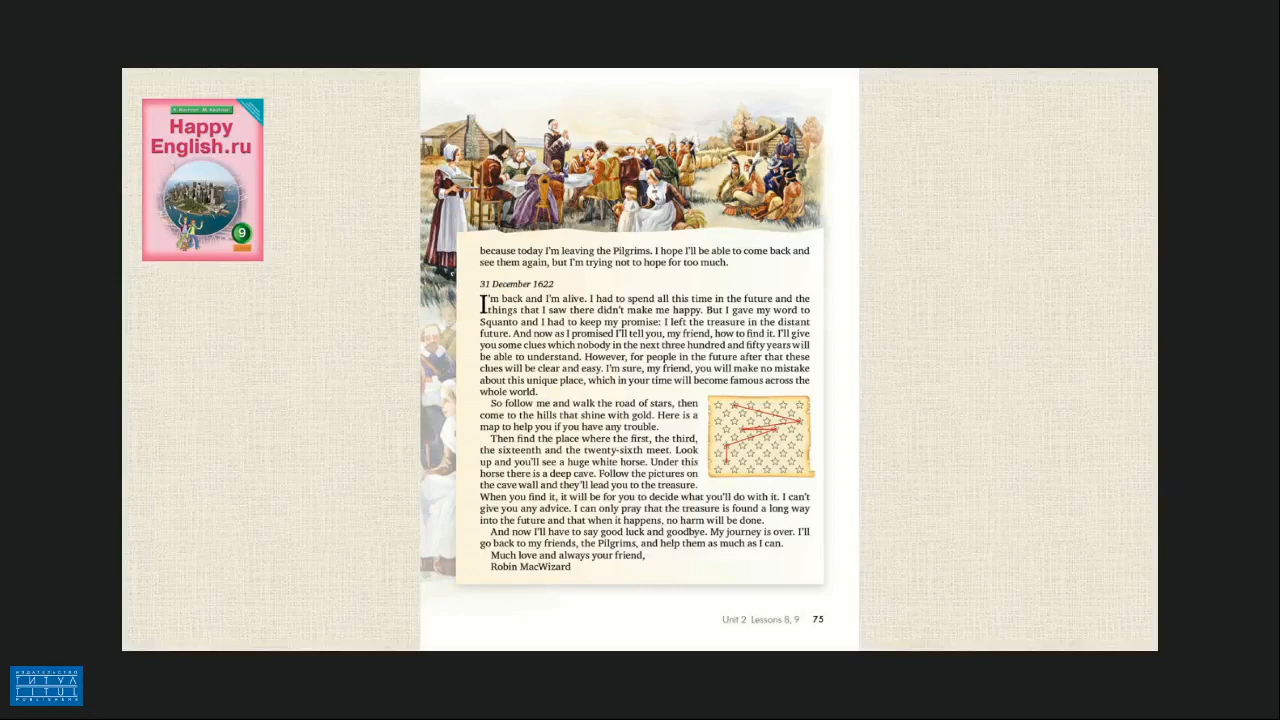 Happy
English.ru
9
because today I'm leaving the Pilgrims. I hope I'll be able to come back and
see them again, but I'm trying not to hope for too much.
31 December 1622
I'm back and I'm alive. I had to spend all this time in the future and the
things that I saw there didn't make me happy. But I gave my word to
Squanto and I had to keep my promise: I left the treasure in the distant
future. And now as I promised I'll tell you, my friend, how to find it. I'll give
you some clues which nobody in the next three hundred and fifty years will
be able to understand. However, for people in the future after that these
clues will be clear and easy. I'm sure, my friend, you will make no mistake
about this unique place, which in your time will become famous across the
whole world.
So follow me and walk the road of stars, then
come to the hills that shine with gold. Here is a
map to help you if you have any trouble.
Then find the place where the first, the third,
the sixteenth and the twenty-sixth meet. Look
up and you'll see a huge white horse. Under this
horse there is a deep cave. Follow the pictures on
the cave wall and they'll lead you to the treasure.
When you find it, it will be for you to decide what you'll do with it. I can't
give you any advice. I can only pray that the treasure is found a long way
into the future and that when it happens, no harm will be done.
And now I'll have to say good luck and goodbye. My journey is over. I'll
go back to my friends, the Pilgrims, and help them as much as I can.
Much love and always your friend,
Robin MacWizard
Unit 2 Lessons 8, 9 75
ИЗДАТЕЛЬСТВО
ТИТУЛ
TITUL
PUBLISHERS